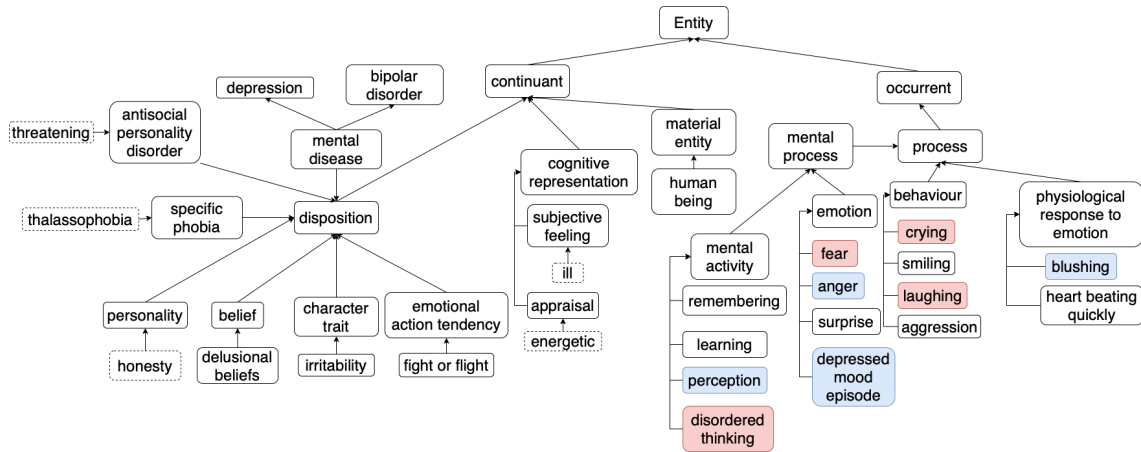 Entity
continuant
occurrent
depression
bipolar
disorder
threatening
antisocial
personality
disorder
mental
disease
cognitive
representation
material
entity
human
being
mental
process
process
thalassophobia
specific
phobia
disposition
subjective
feeling
ill
emotion
behaviour
physiological
response to
emotion
mental
activity
fear
crying
anger
smiling
blushing
remembering
laughing
heart beating
quickly
personality
belief
character
trait
emotional
action tendency
appraisal
energetic
surprise
aggression
learning
honesty
delusional
beliefs
irritability
fight or flight
perception
depressed
mood
episode
disordered
thinking